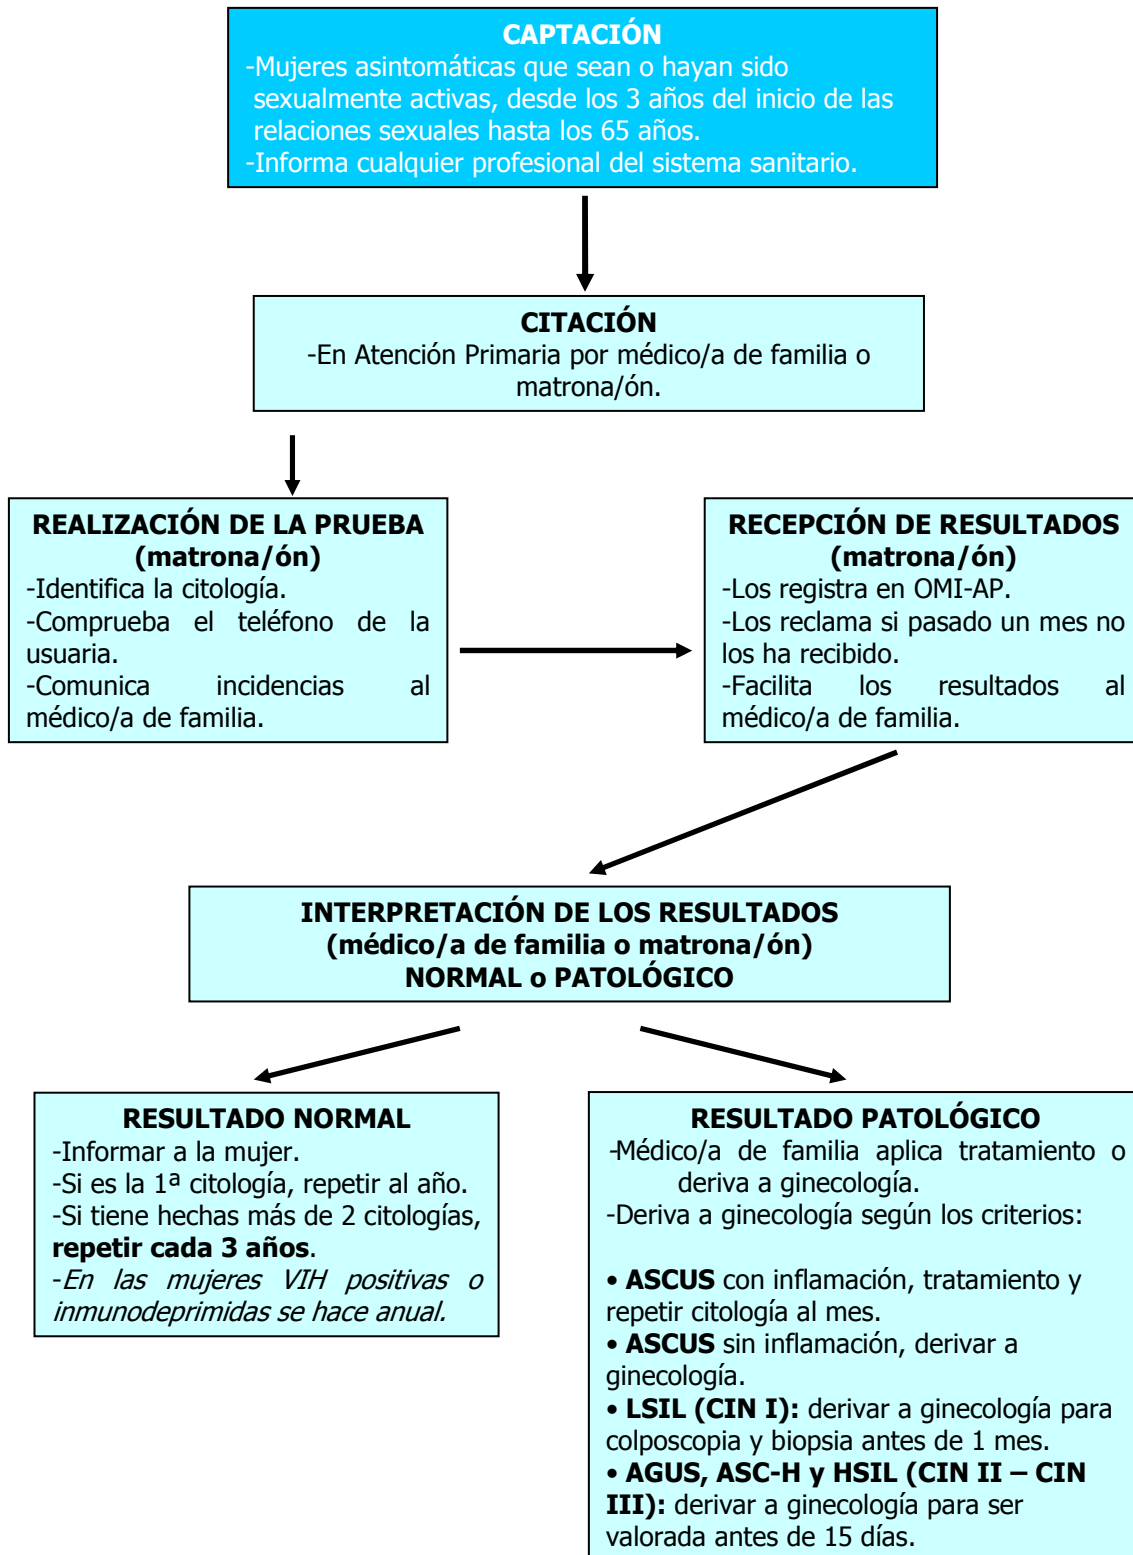 CAPTACIÓN
-Mujeres asintomáticas que sean o hayan sido
sexualmente activas, desde los 3 años del inicio de las
relaciones sexuales hasta los 65 años.
-Informa cualquier profesional del sistema sanitario.
CITACIÓN
-En Atención Primaria por médico/a de familia o
matrona/ón.
REALIZACIÓN DE LA PRUEBA
(matrona/ón)
-Identifica la citología.
-Comprueba el teléfono de la
usuaria.
-Comunica incidencias al
médico/a de familia.
RECEPCIÓN DE RESULTADOS
(matrona/ón)
-Los registra en OMI-AP.
-Los reclama si pasado un mes no
los ha recibido.
-Facilita los resultados al
médico/a de familia.
INTERPRETACIÓN DE LOS RESULTADOS
(médico/a de familia o matrona/ón)
NORMAL o PATOLÓGICO
RESULTADO NORMAL
-Informar a la mujer.
-Si es la 1ª citología, repetir al año.
-Si tiene hechas más de 2 citologías,
repetir cada 3 años.
-En las mujeres VIH positivas o
inmunodeprimidas se hace anual.
RESULTADO PATOLÓGICO
-Médico/a de familia aplica tratamiento o
deriva a ginecología.
-Deriva a ginecología según los criterios:
• ASCUS con inflamación, tratamiento y
repetir citología al mes.
• ASCUS sin inflamación, derivar a
ginecología.
• LSIL (CIN I): derivar a ginecología para
colposcopia y biopsia antes de 1 mes.
• AGUS, ASC-H y HSIL (CIN II – CIN
III): derivar a ginecología para ser
valorada antes de 15 días.